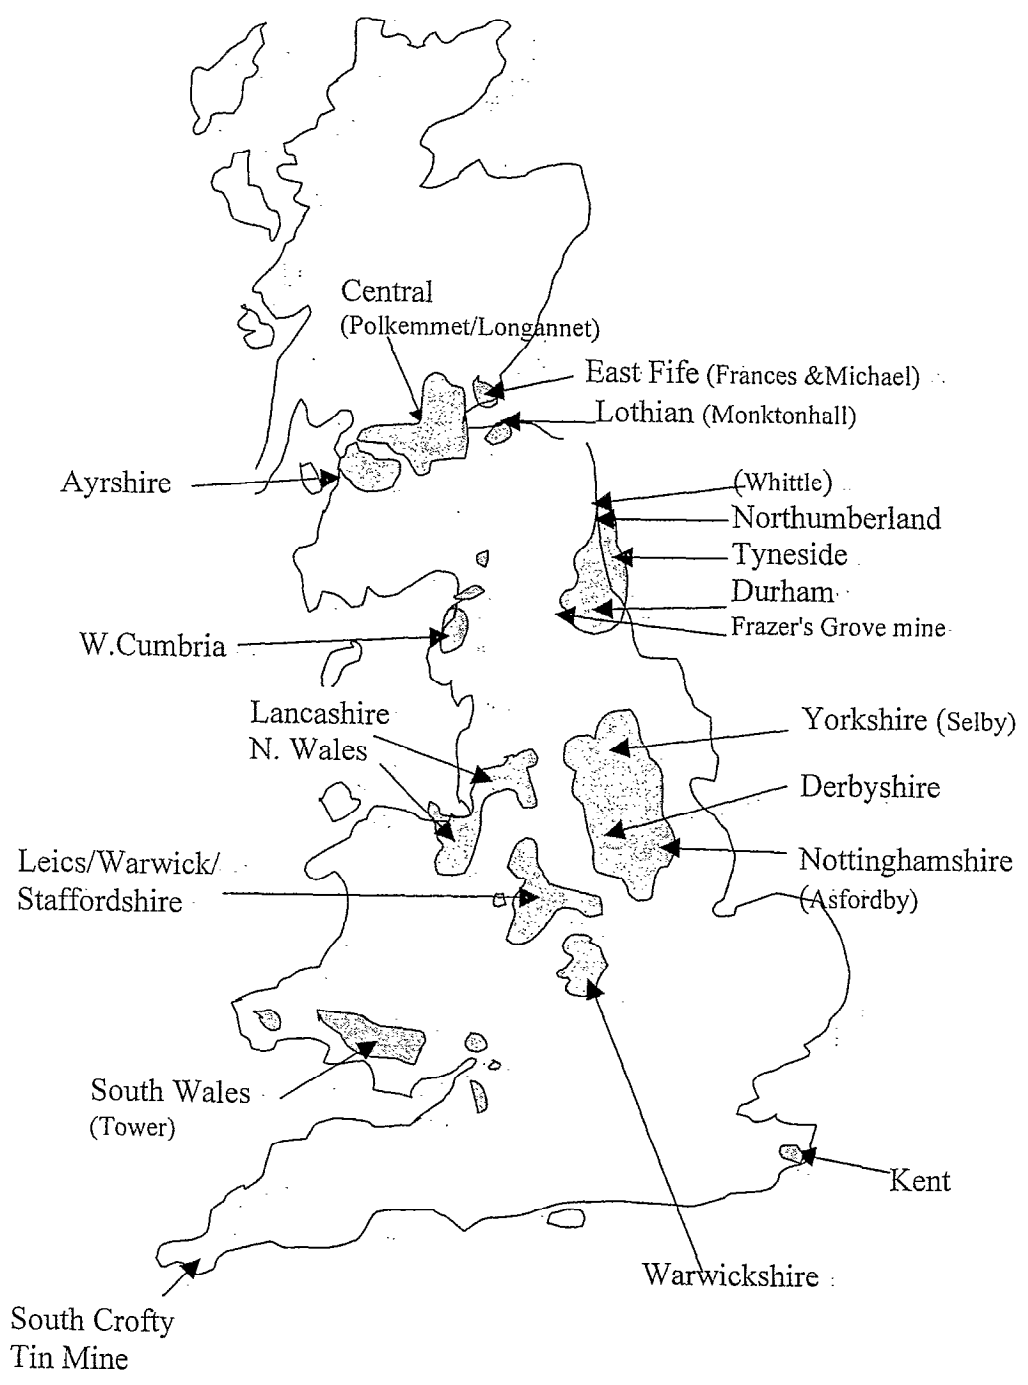 Central
(Polkemmet/Longannet)
East Fife (Frances &Michael)
Lothian (Monktonhall)
Ayrshire
(Whittle)
Northumberland
Tyneside
Durham
Frazer's Grove mine
W.Cumbria
Lancashire
N. Wales
Yorkshire (Selby)
Derbyshire
Leics/Warwick/
Staffordshire
Nottinghamshire
(Asfordby)
South Wales
(Tower)
Kent
Warwickshire
South Crofty
Tin Mine